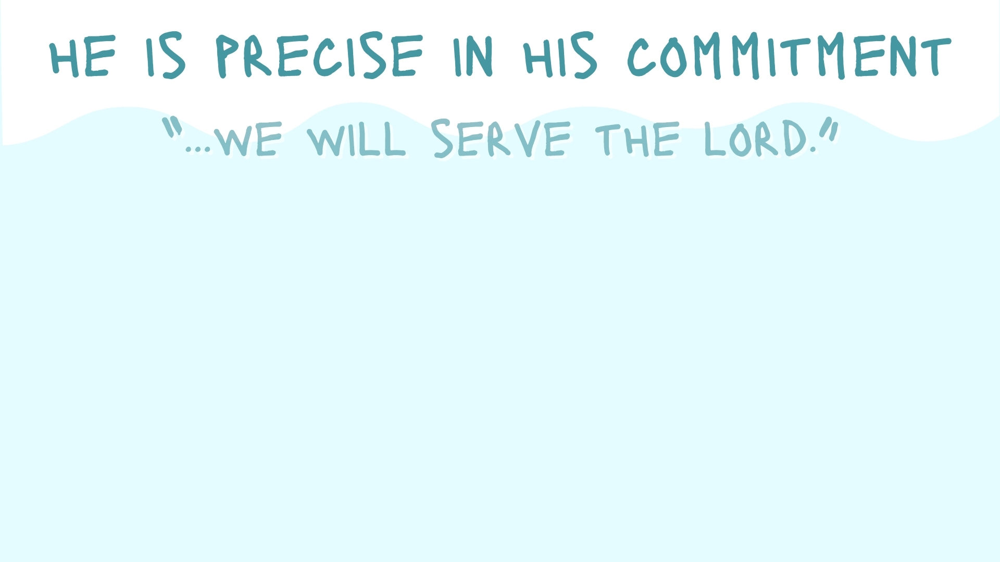 HE IS PRECISE IN HIS COMMITMENT
"...WE WILL SERVE THE LORD."